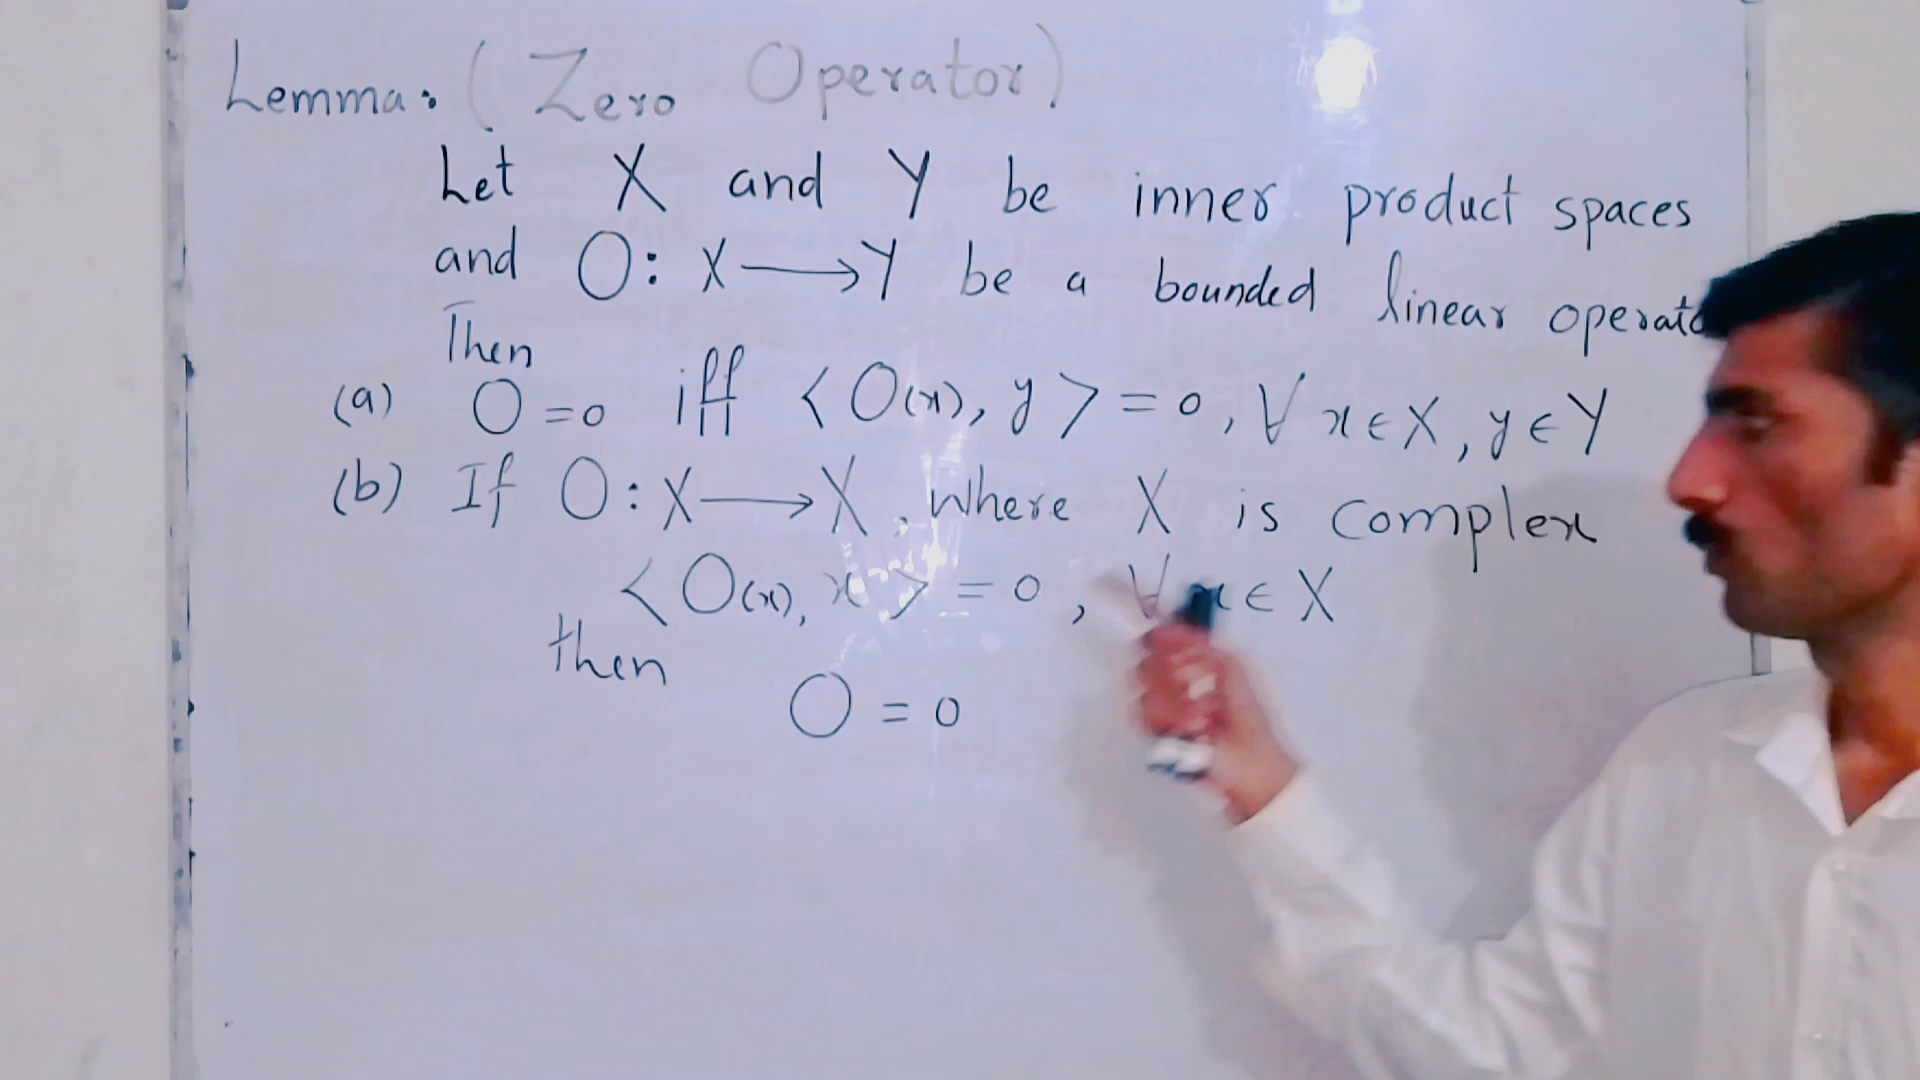 Lemma: (Zero Operator)
Let X and Y be inner product spaces
and O: X ⟶ Y be a bounded linear operato
Then
(a) O = 0 iff < O(x), y > = 0, ∀ x ∈ X, y ∈ Y
(b) If O : X ⟶ X, where X is complex
< O(x), x > = 0, ∀ x ∈ X
then
O = 0